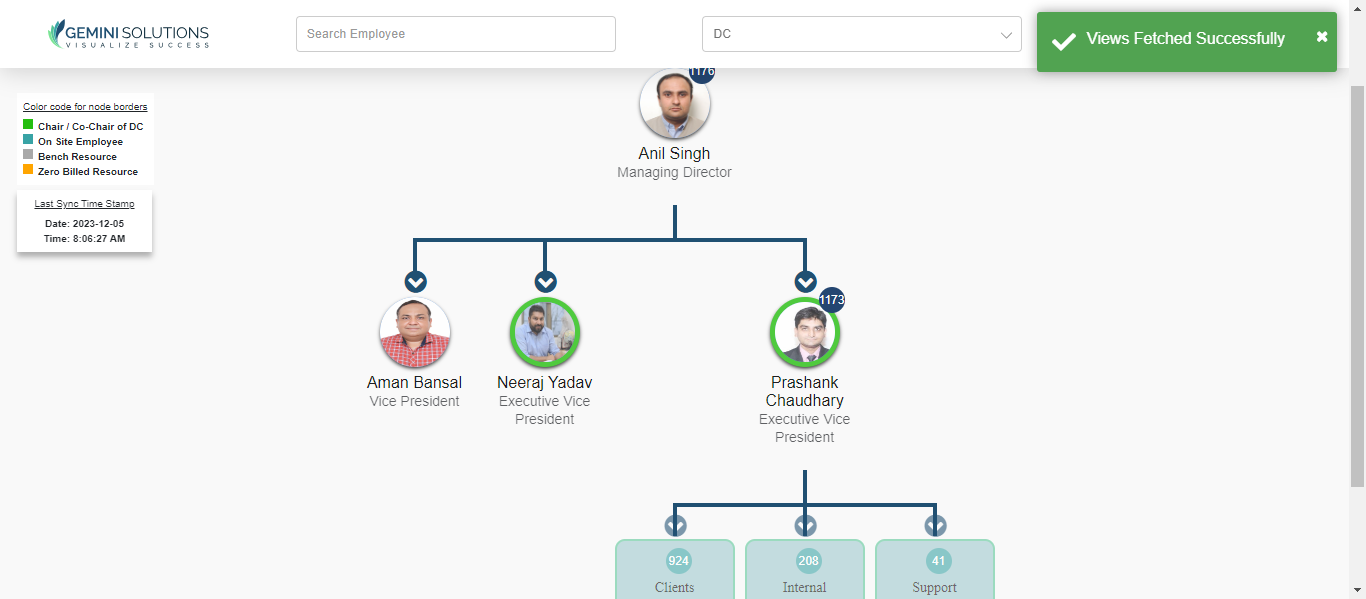 GEMINI SOLUTIONS
VISUALIZE SUCCESS
Search Employee
DC
Views Fetched Successfully
Color code for node borders
Chair / Co-Chair of DC
On Site Employee
Bench Resource
Zero Billed Resource
Last Sync Time Stamp
Date: 2023-12-05
Time: 8:06:27 AM
1176
Anil Singh
Managing Director
Aman Bansal
Vice President
Neeraj Yadav
Executive Vice
President
1173
Prashank
Chaudhary
Executive Vice
President
924
Clients
208
Internal
41
Support